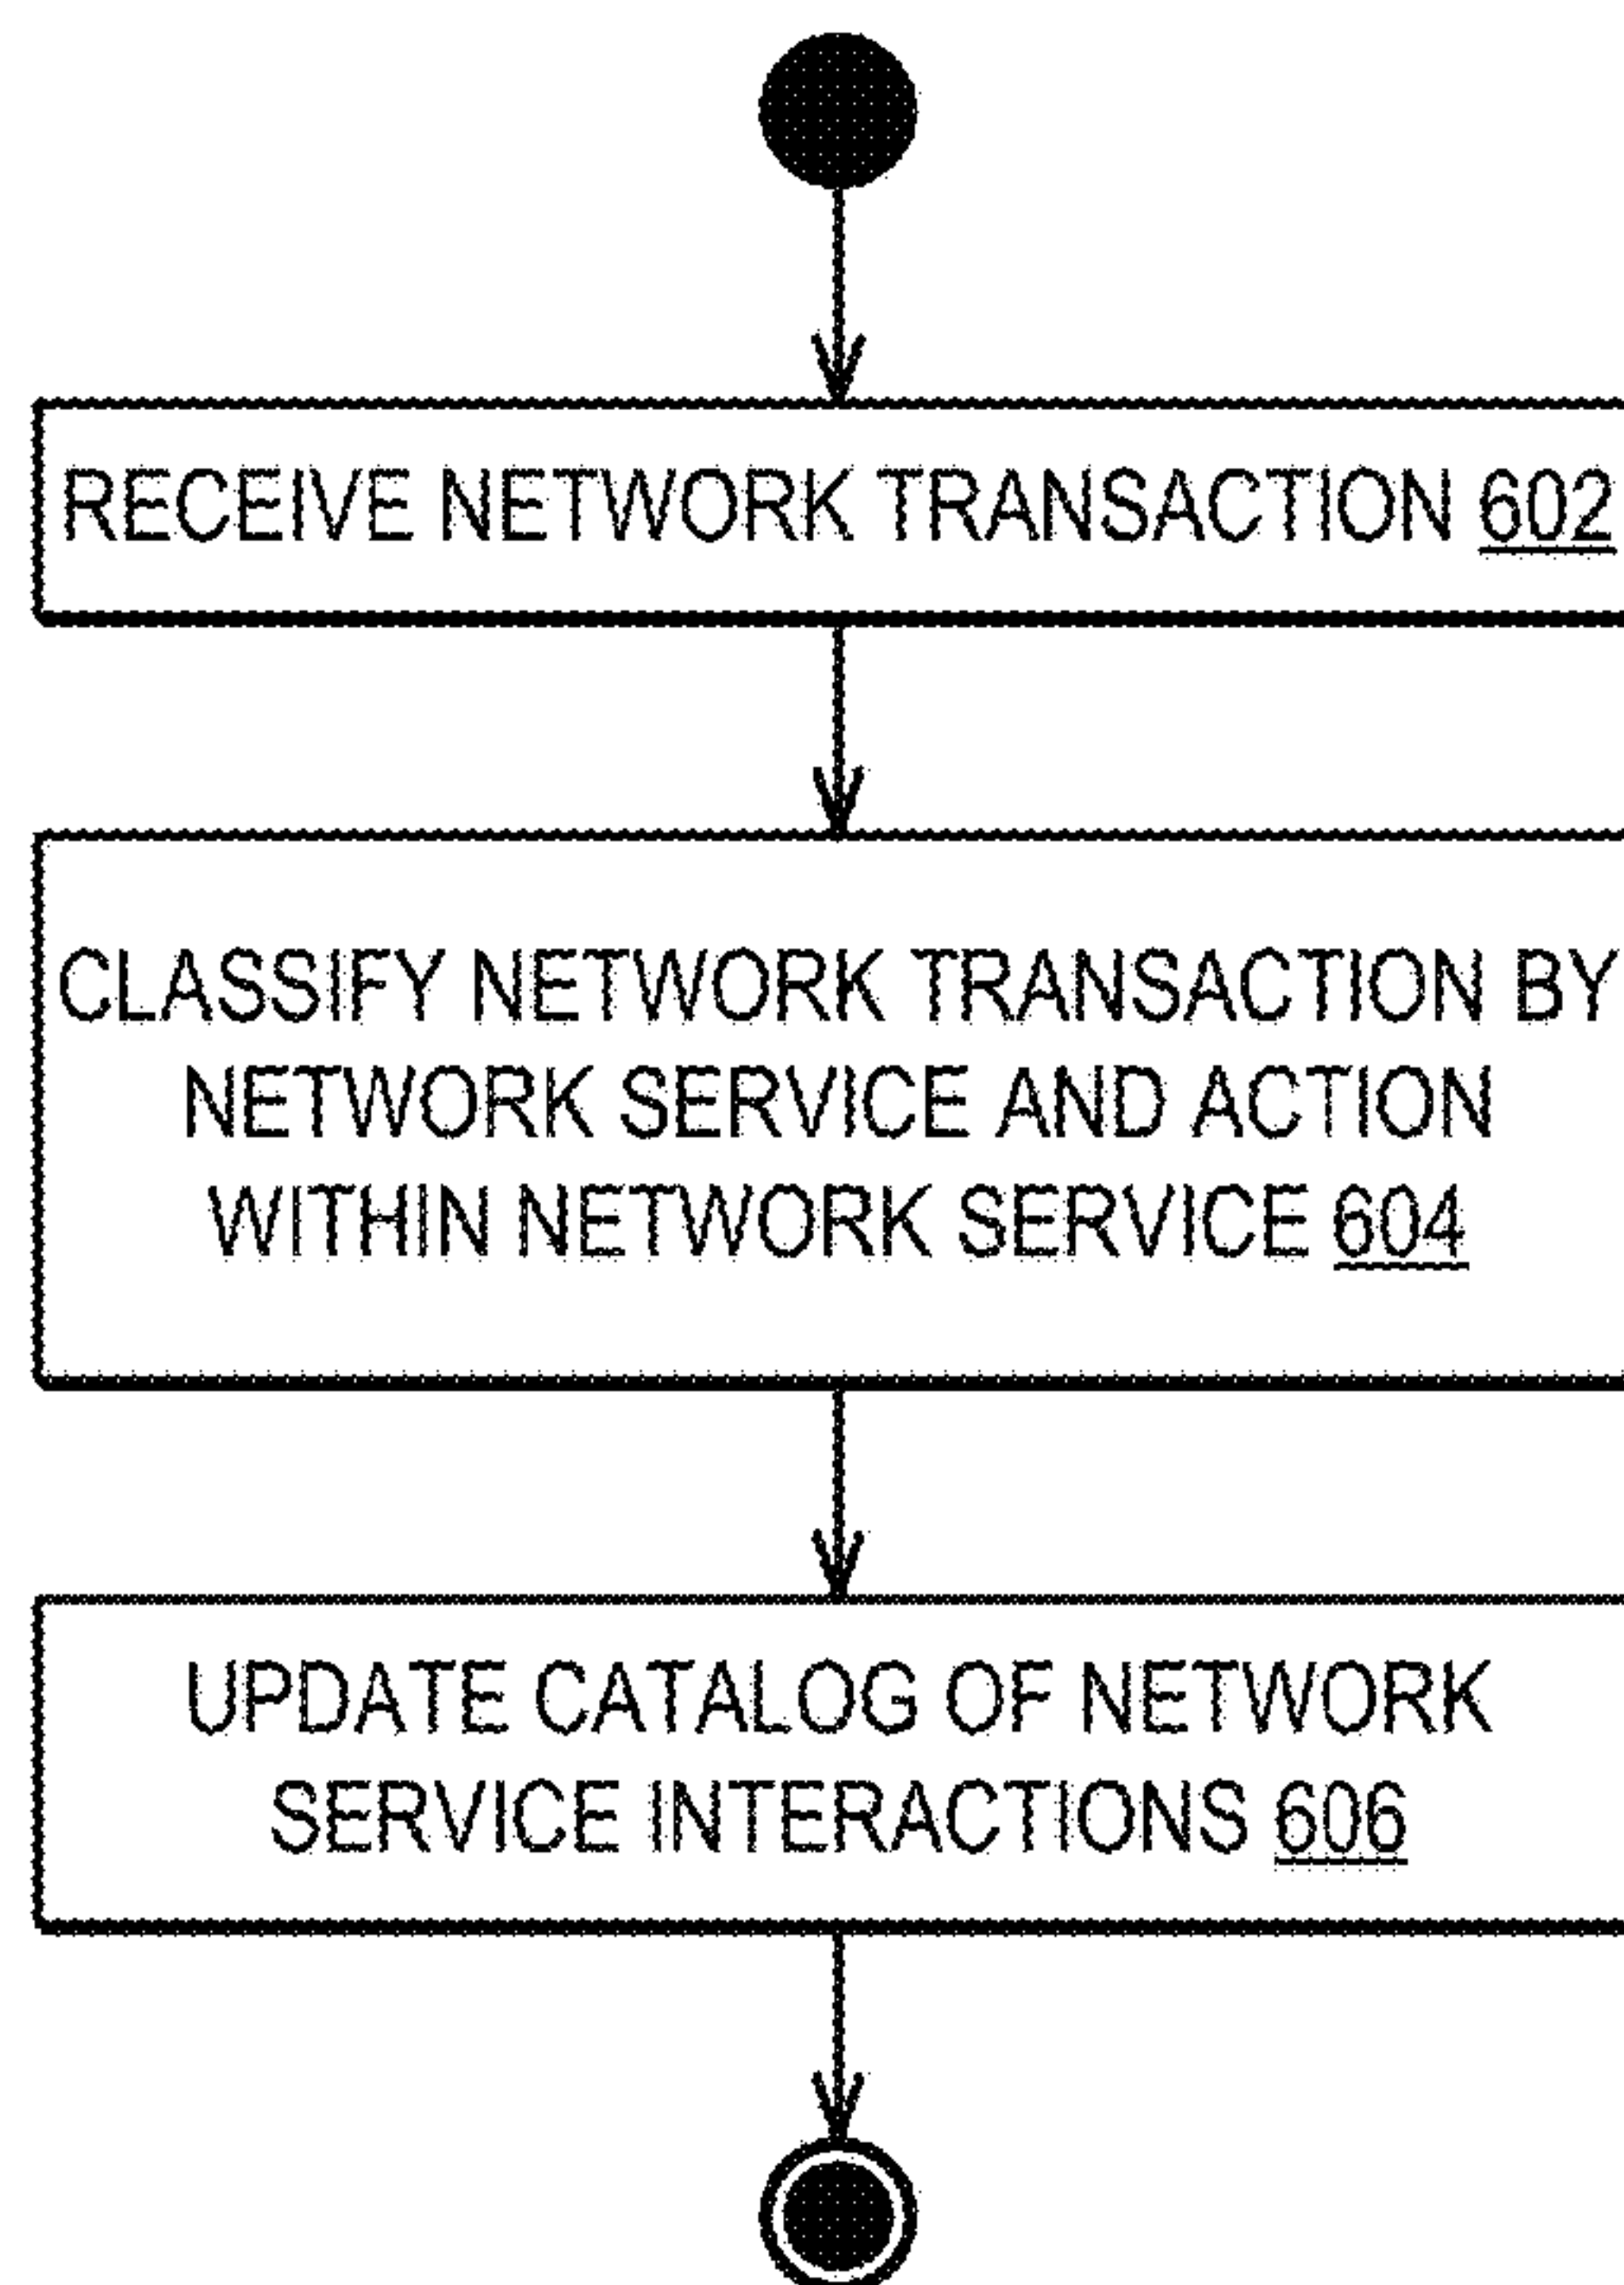 RECEIVE NETWORK TRANSACTION 602
CLASSIFY NETWORK TRANSACTION BY
NETWORK SERVICE AND ACTION
WITHIN NETWORK SERVICE 604
UPDATE CATALOG OF NETWORK
SERVICE INTERACTIONS 606